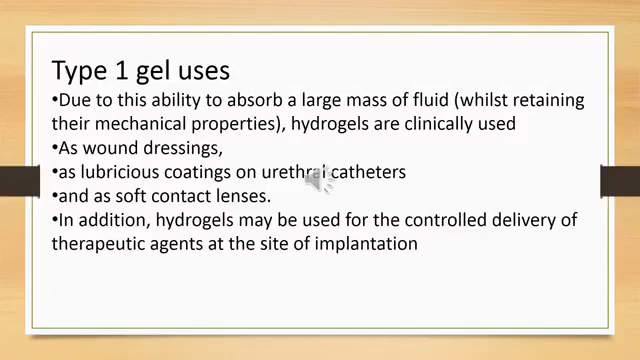 Type 1 gel uses
•Due to this ability to absorb a large mass of fluid (whilst retaining
their mechanical properties), hydrogels are clinically used
•As wound dressings,
•as lubricious coatings on urethral catheters
•and as soft contact lenses.
•In addition, hydrogels may be used for the controlled delivery of
therapeutic agents at the site of implantation